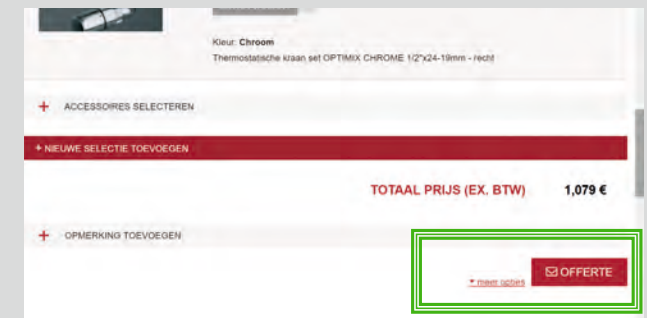 Kleur: Chroom
Thermostatische kraan set OPTIMIX CHROME 1/2"x24-19mm - recht
+ ACCESSOIRES SELECTEREN
+ NIEUWE SELECTIE TOEVOEGEN
TOTAAL PRIJS (EX. BTW) 1,079 €
+ OPMERKING TOEVOEGEN
meer opties
OFFERTE